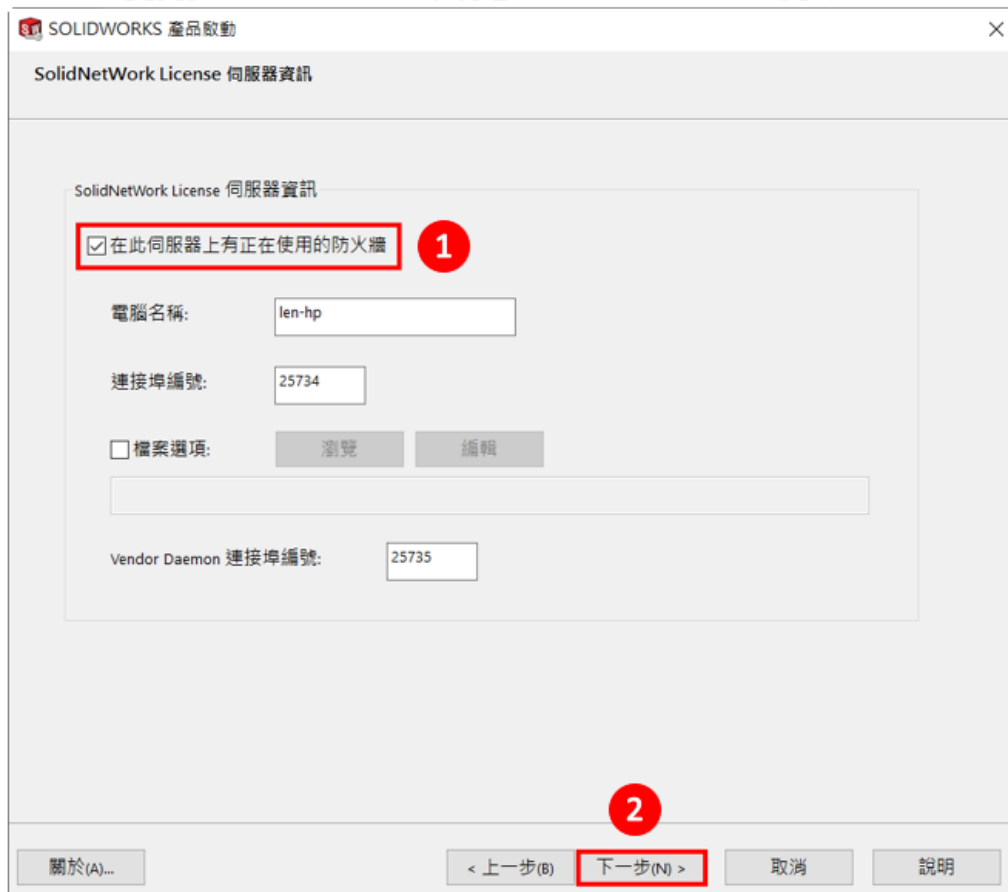 SOLIDWORKS 產品啟動
SolidNetWork License 伺服器資訊
SolidNetWork License 伺服器資訊
在此伺服器上有正在使用的防火牆
1
電腦名稱:
len-hp
連接埠編號:
25734
檔案選項:
瀏覽
編輯
Vendor Daemon 連接埠編號:
25735
2
關於(A)...
< 上一步(B)
下一步(N) >
取消
說明